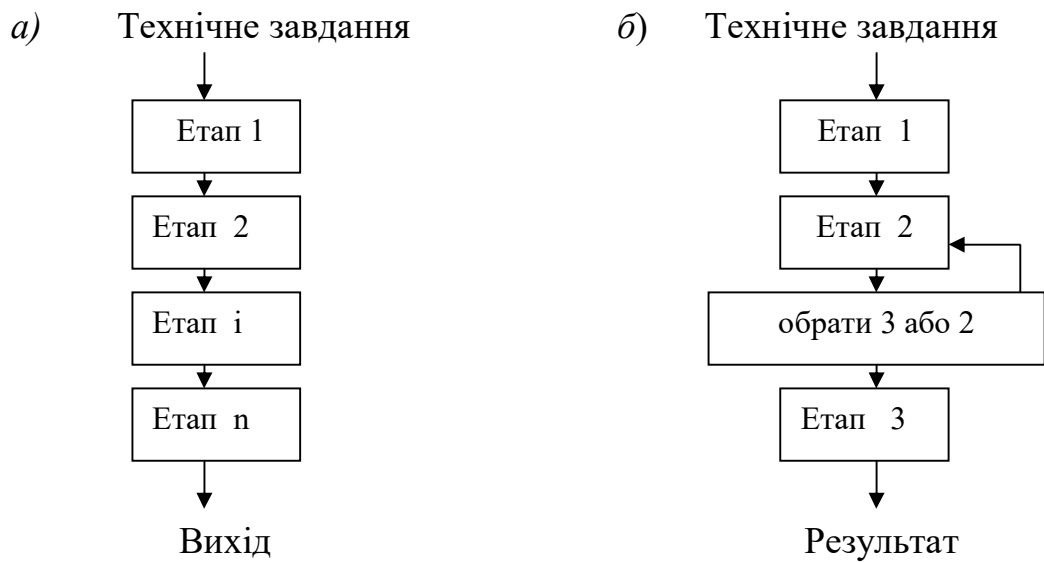 а) Технічне завдання
Етап 1
Етап 2
Етап i
Етап n
Вихід
б) Технічне завдання
Етап 1
Етап 2
обрати 3 або 2
Етап 3
Результат